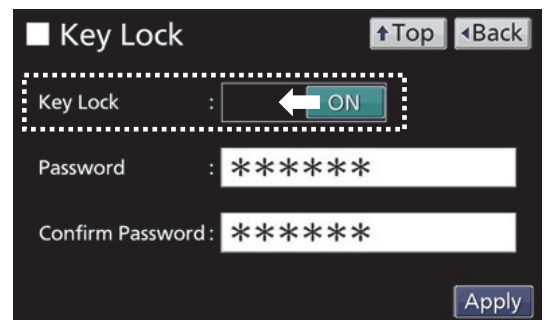 Key Lock
Top Back
Key Lock : ON
Password : ******
Confirm Password : ******
Apply